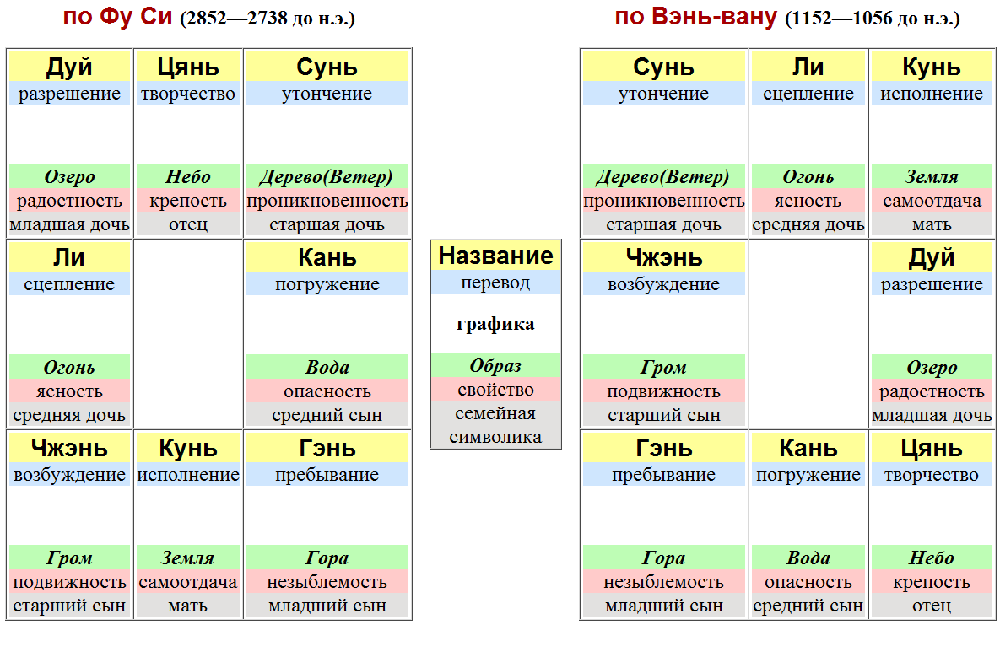 по Фу Си (2852—2738 до н.э.)
Дуй
разрешение
Озеро
радостность
младшая дочь
Цянь
творчество
Небо
крепость
отец
Сунь
утончение
Дерево(Ветер)
проникновенность
старшая дочь
Ли
сцепление
Огонь
ясность
средняя дочь
Кань
погружение
Вода
опасность
средний сын
Чжэнь
возбуждение
Гром
подвижность
старший сын
Кунь
исполнение
Земля
самоотдача
мать
Гэнь
пребывание
Гора
незыблемость
младший сын
Название
перевод
графика
Образ
свойство
семейная
символика
по Вэнь-вану (1152—1056 до н.э.)
Сунь
утончение
Дерево(Ветер)
проникновенность
старшая дочь
Ли
сцепление
Огонь
ясность
средняя дочь
Кунь
исполнение
Земля
самоотдача
мать
Чжэнь
возбуждение
Гром
подвижность
старший сын
Дуй
разрешение
Озеро
радостность
младшая дочь
Гэнь
пребывание
Гора
незыблемость
младший сын
Кань
погружение
Вода
опасность
средний сын
Цянь
творчество
Небо
крепость
отец